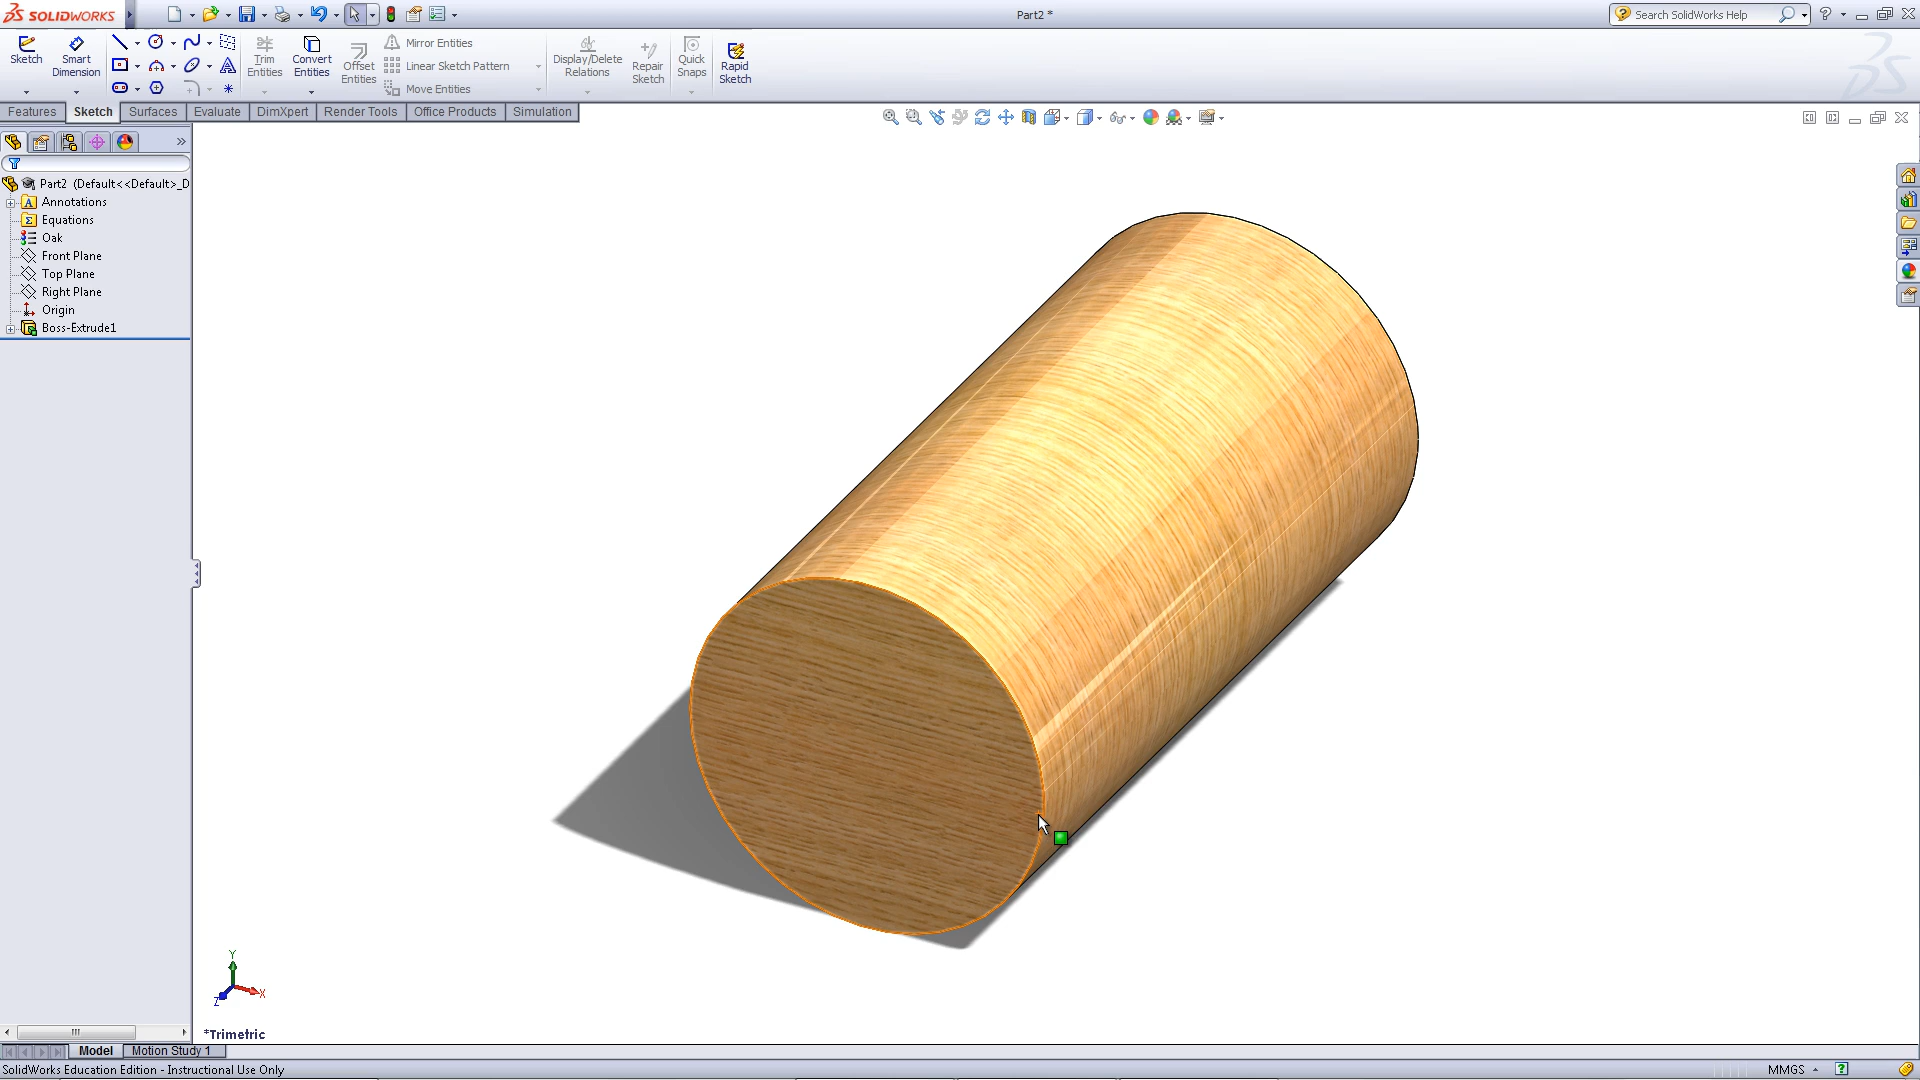 SOLIDWORKS
Part2 *
Search SolidWorks Help
Sketch
Smart Dimension
Trim Entities
Convert Entities
Offset Entities
Mirror Entities
Linear Sketch Pattern
Move Entities
Display/Delete Relations
Repair Sketch
Quick Snaps
Rapid Sketch
Features Sketch Surfaces Evaluate DimXpert Render Tools Office Products Simulation
Part2 (Default<<Default>_D
Annotations
Equations
Oak
Front Plane
Top Plane
Right Plane
Origin
Boss-Extrude1
Y
X
Z
*Trimetric
Model Motion Study 1
SolidWorks Education Edition - Instructional Use Only
MMGS